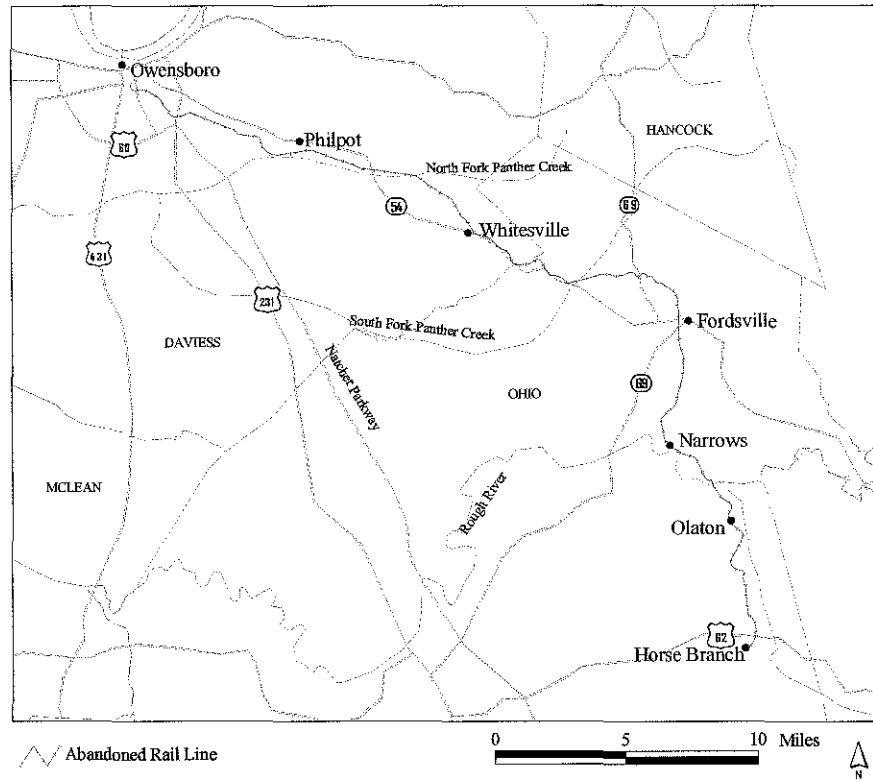 Owensboro
HANCOCK
60
Philpot
North Fork Panther Creek
54
69
Whitesville
431
231
South Fork Panther Creek
Fordsville
DAVIESS
Natcher Parkway
69
OHIO
Narrows
MCLEAN
Rough River
Olaton
62
Horse Branch
Abandoned Rail Line
0 5 10 Miles
N